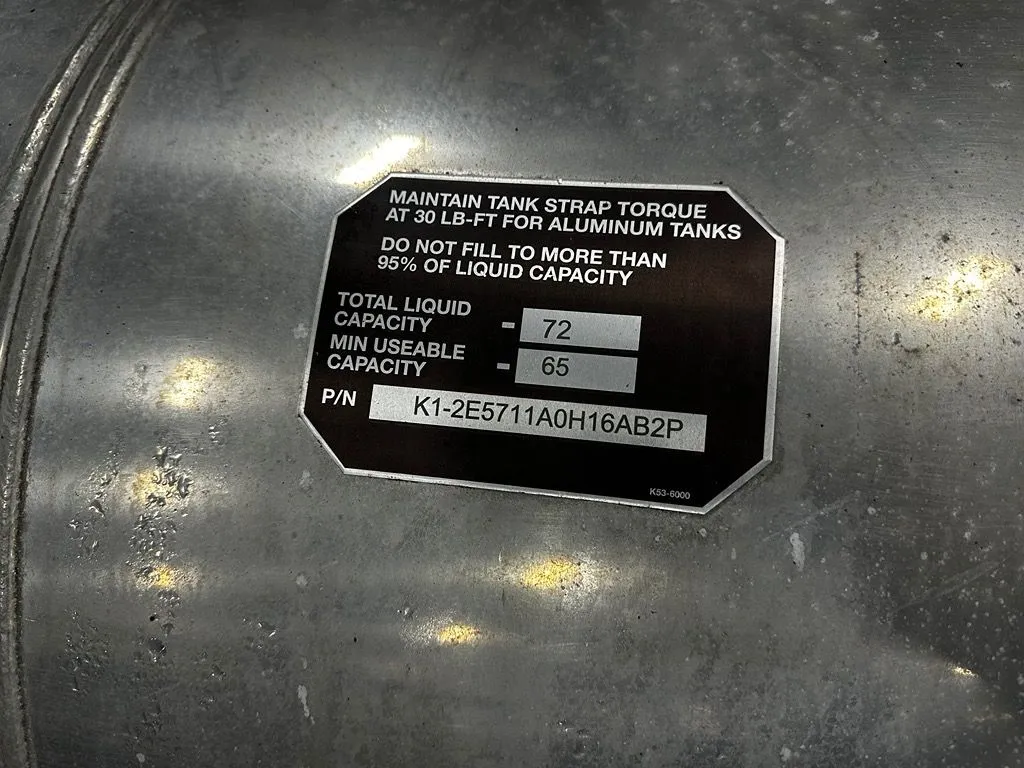 MAINTAIN TANK STRAP TORQUE
AT 30 LB-FT FOR ALUMINUM TANKS
DO NOT FILL TO MORE THAN
95% OF LIQUID CAPACITY
TOTAL LIQUID
CAPACITY - 72
MIN USEABLE
CAPACITY - 65
P/N K1-2E5711A0H16AB2P
K53-6000